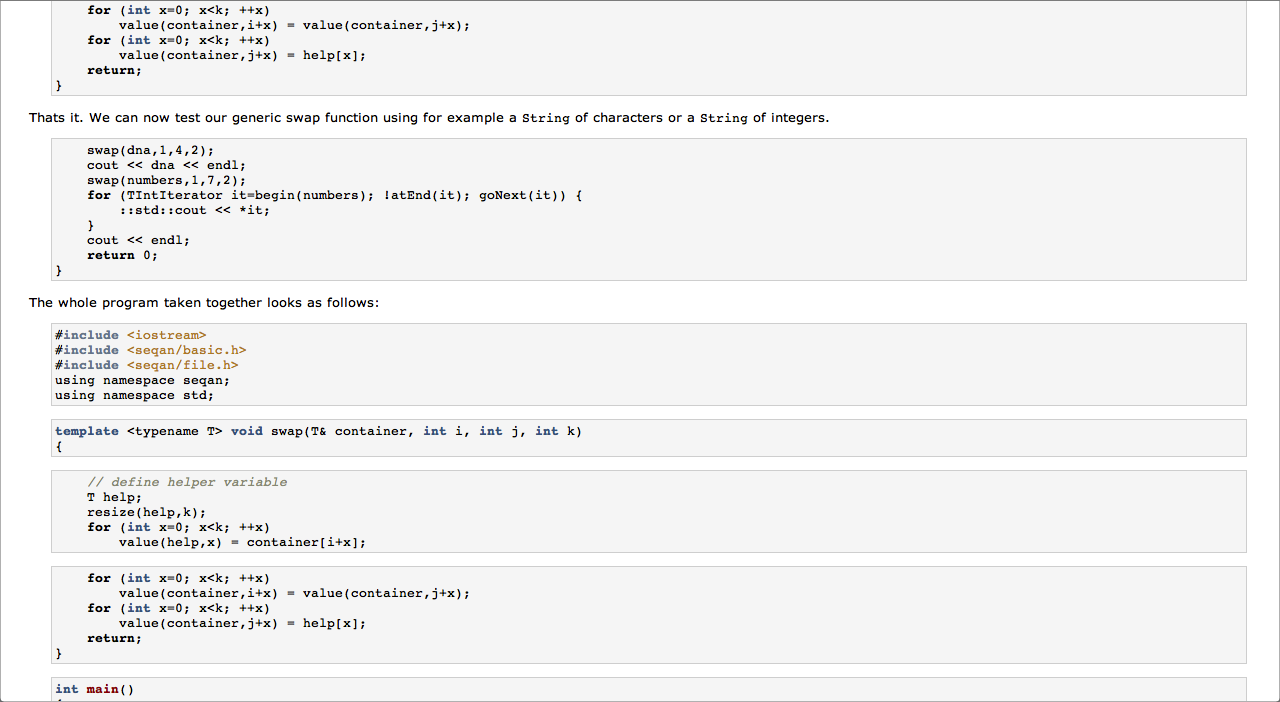 for (int x=0; x<k; ++x)
        value(container,i+x) = value(container,j+x);
    for (int x=0; x<k; ++x)
        value(container,j+x) = help[x];
    return;
}
Thats it. We can now test our generic swap function using for example a String of characters or a String of integers.
    swap(dna,1,4,2);
    cout << dna << endl;
    swap(numbers,1,7,2);
    for (TIntIterator it=begin(numbers); !atEnd(it); goNext(it)) {
        ::std::cout << *it;
    }
    cout << endl;
    return 0;
}
The whole program taken together looks as follows:
#include <iostream>
#include <seqan/basic.h>
#include <seqan/file.h>
using namespace seqan;
using namespace std;
template <typename T> void swap(T& container, int i, int j, int k)
{
    // define helper variable
    T help;
    resize(help,k);
    for (int x=0; x<k; ++x)
        value(help,x) = container[i+x];
    for (int x=0; x<k; ++x)
        value(container,i+x) = value(container,j+x);
    for (int x=0; x<k; ++x)
        value(container,j+x) = help[x];
    return;
}
int main()